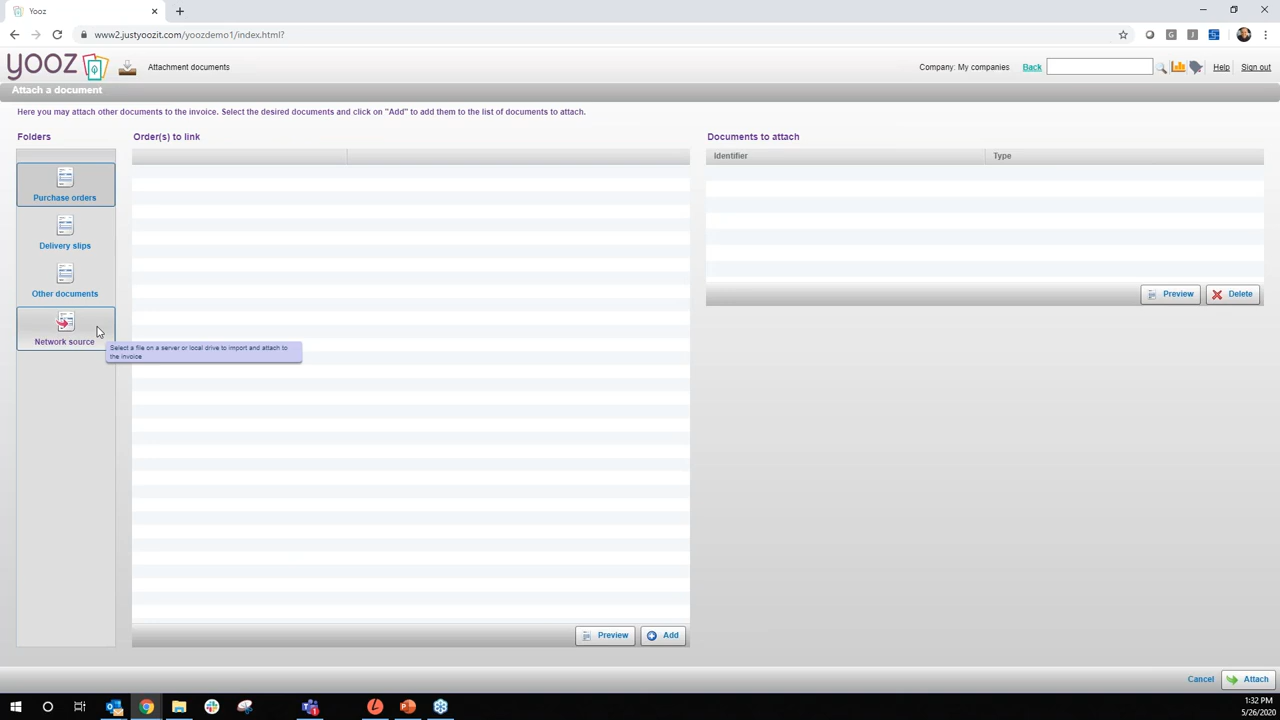 Yooz
www2.justyoozit.com/yoozdemo1/index.html?
yooz
Attachment documents
Company: My companies
Back
Help
Sign out
Attach a document
Here you may attach other documents to the invoice. Select the desired documents and click on "Add" to add them to the list of documents to attach.
Folders
Order(s) to link
Documents to attach
Identifier
Type
Purchase orders
Delivery slips
Other documents
Preview
Delete
Network source
Select a file on a server or local drive to import and attach to
the invoice
Preview
Add
Cancel
Attach
1:32 PM
5/26/2020